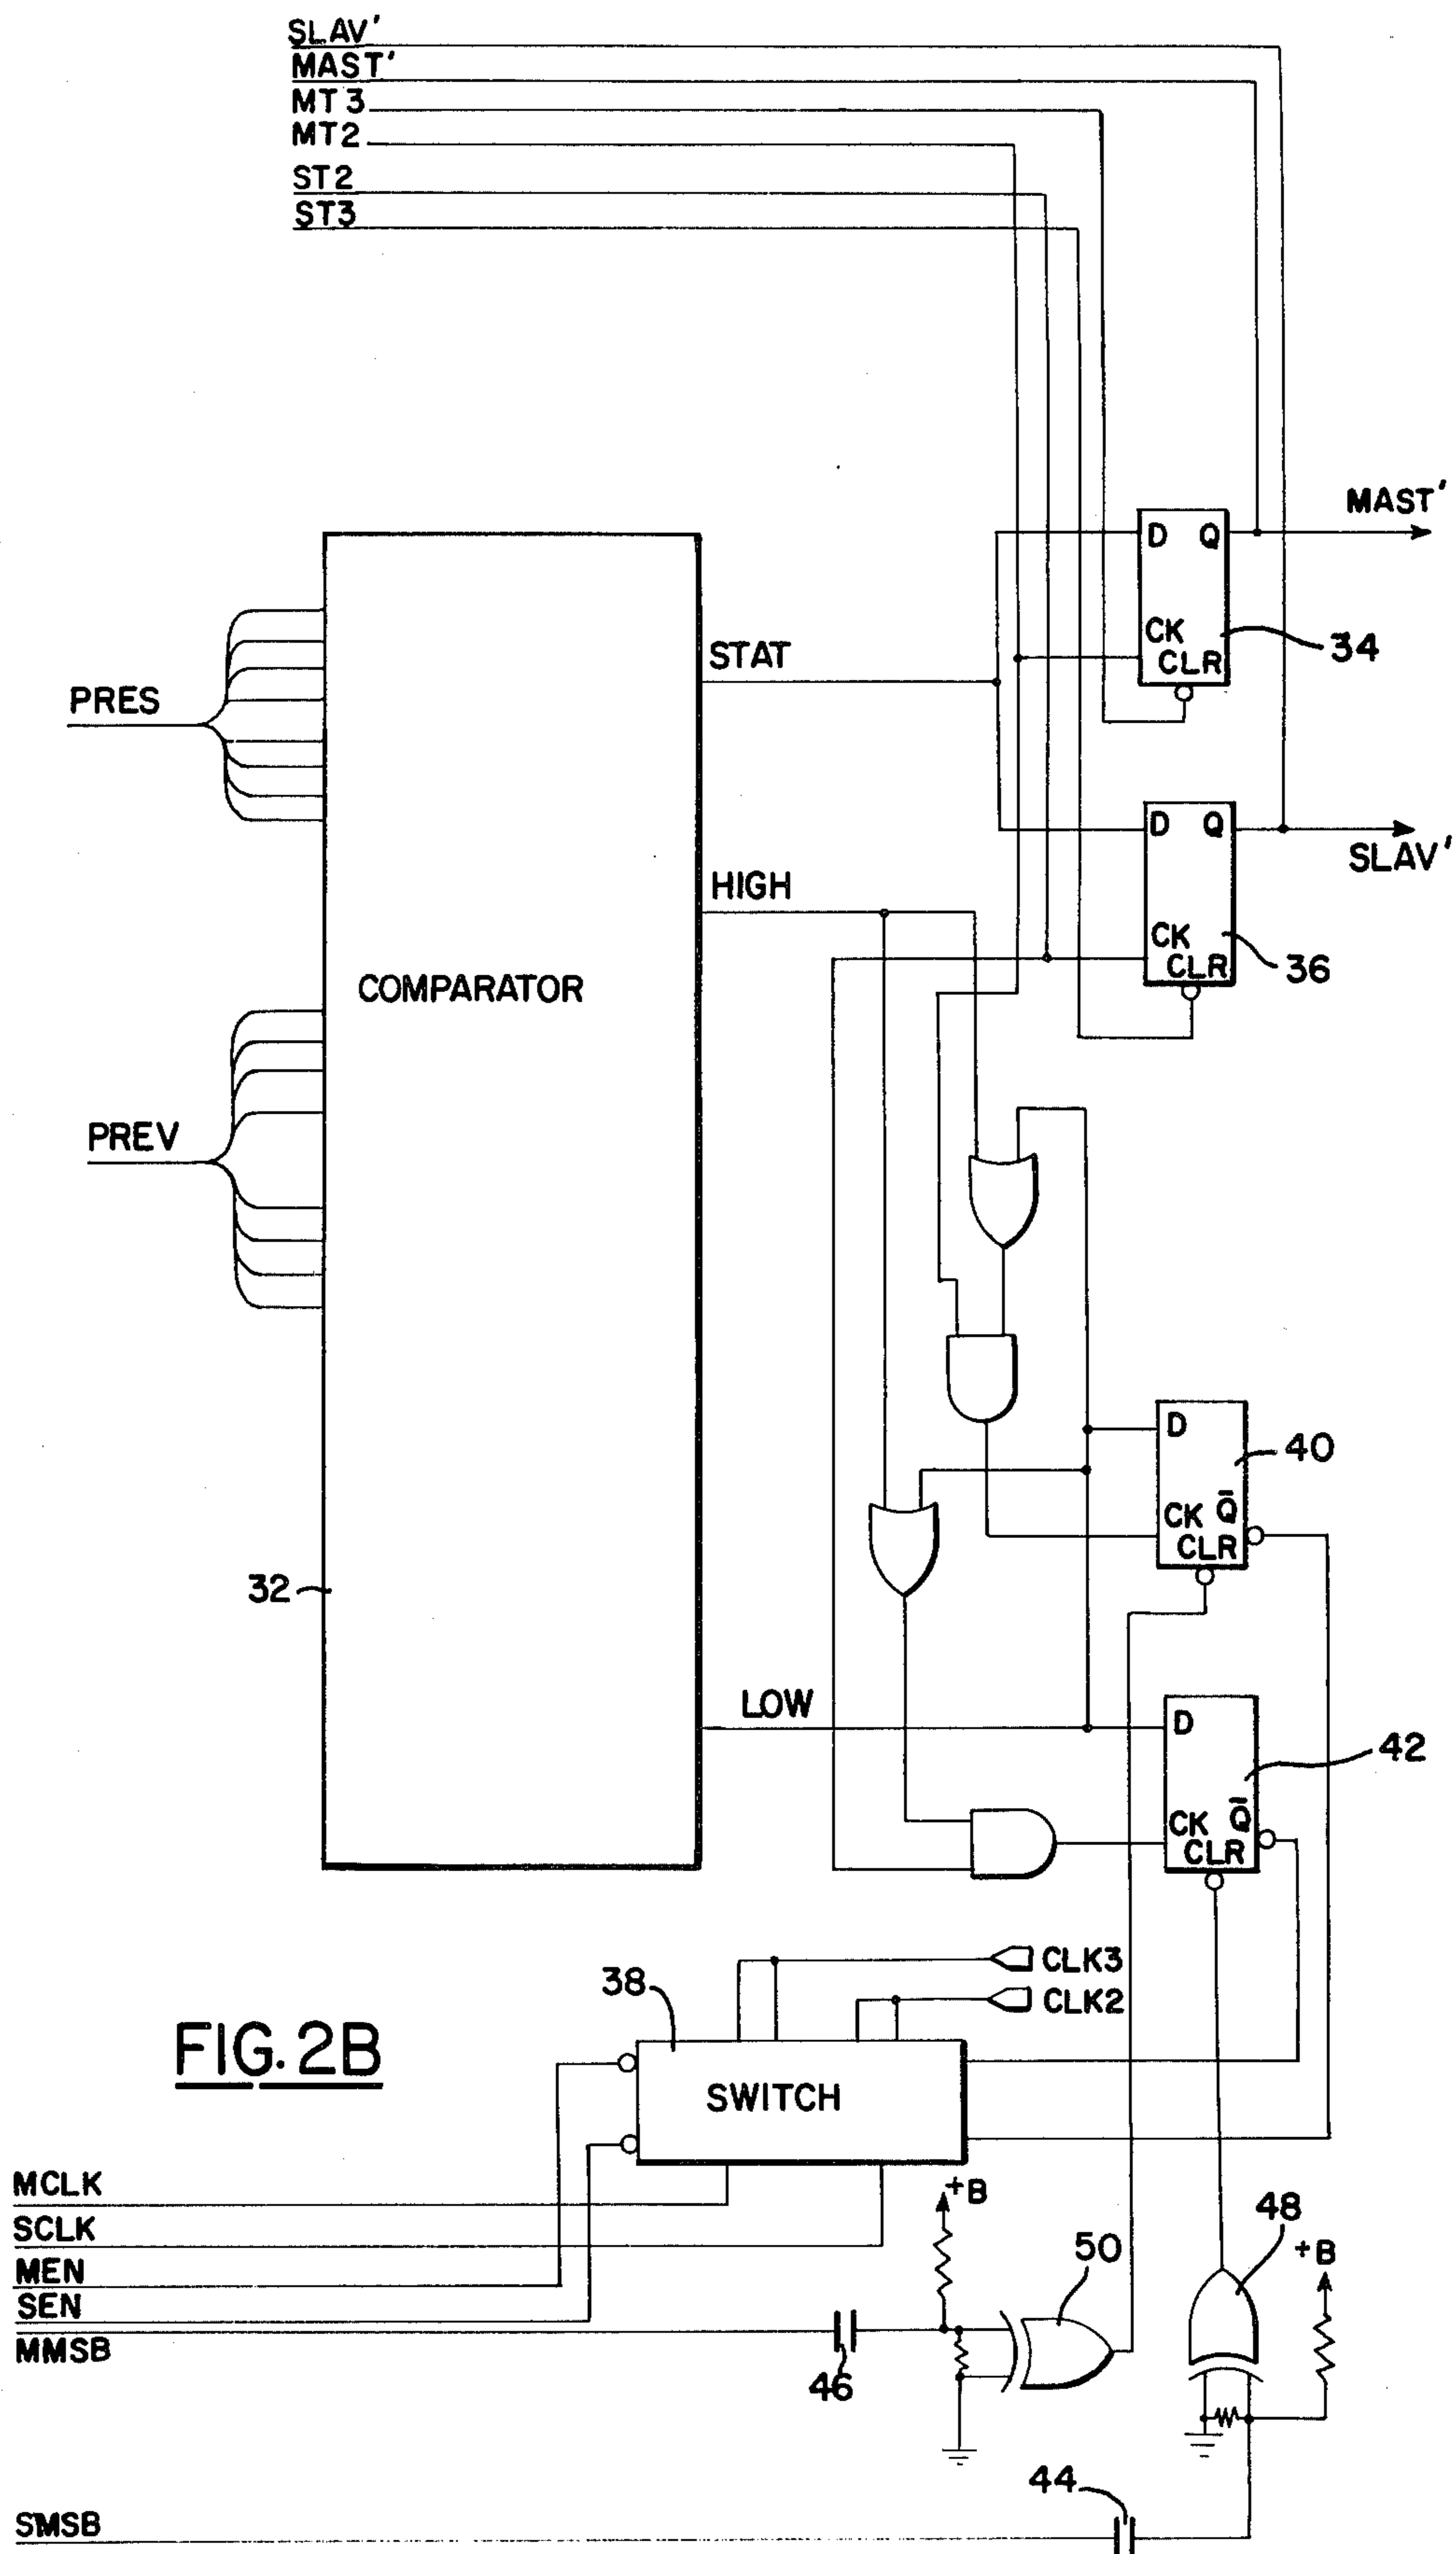 SLAV'
MAST'
MT3
MT2
ST2
ST3
MAST'
D Q
CK
CLR
34
STAT
PRES
D Q
SLAV'
HIGH
CK
CLR
36
COMPARATOR
PREV
D
40
CK Q̅
CLR
32
LOW
D
42
CK Q̅
CLR
CLK3
38
CLK2
FIG. 2B
SWITCH
MCLK
+B
SCLK
48
50
+B
MEN
SEN
MMSB
46
44
SMSB